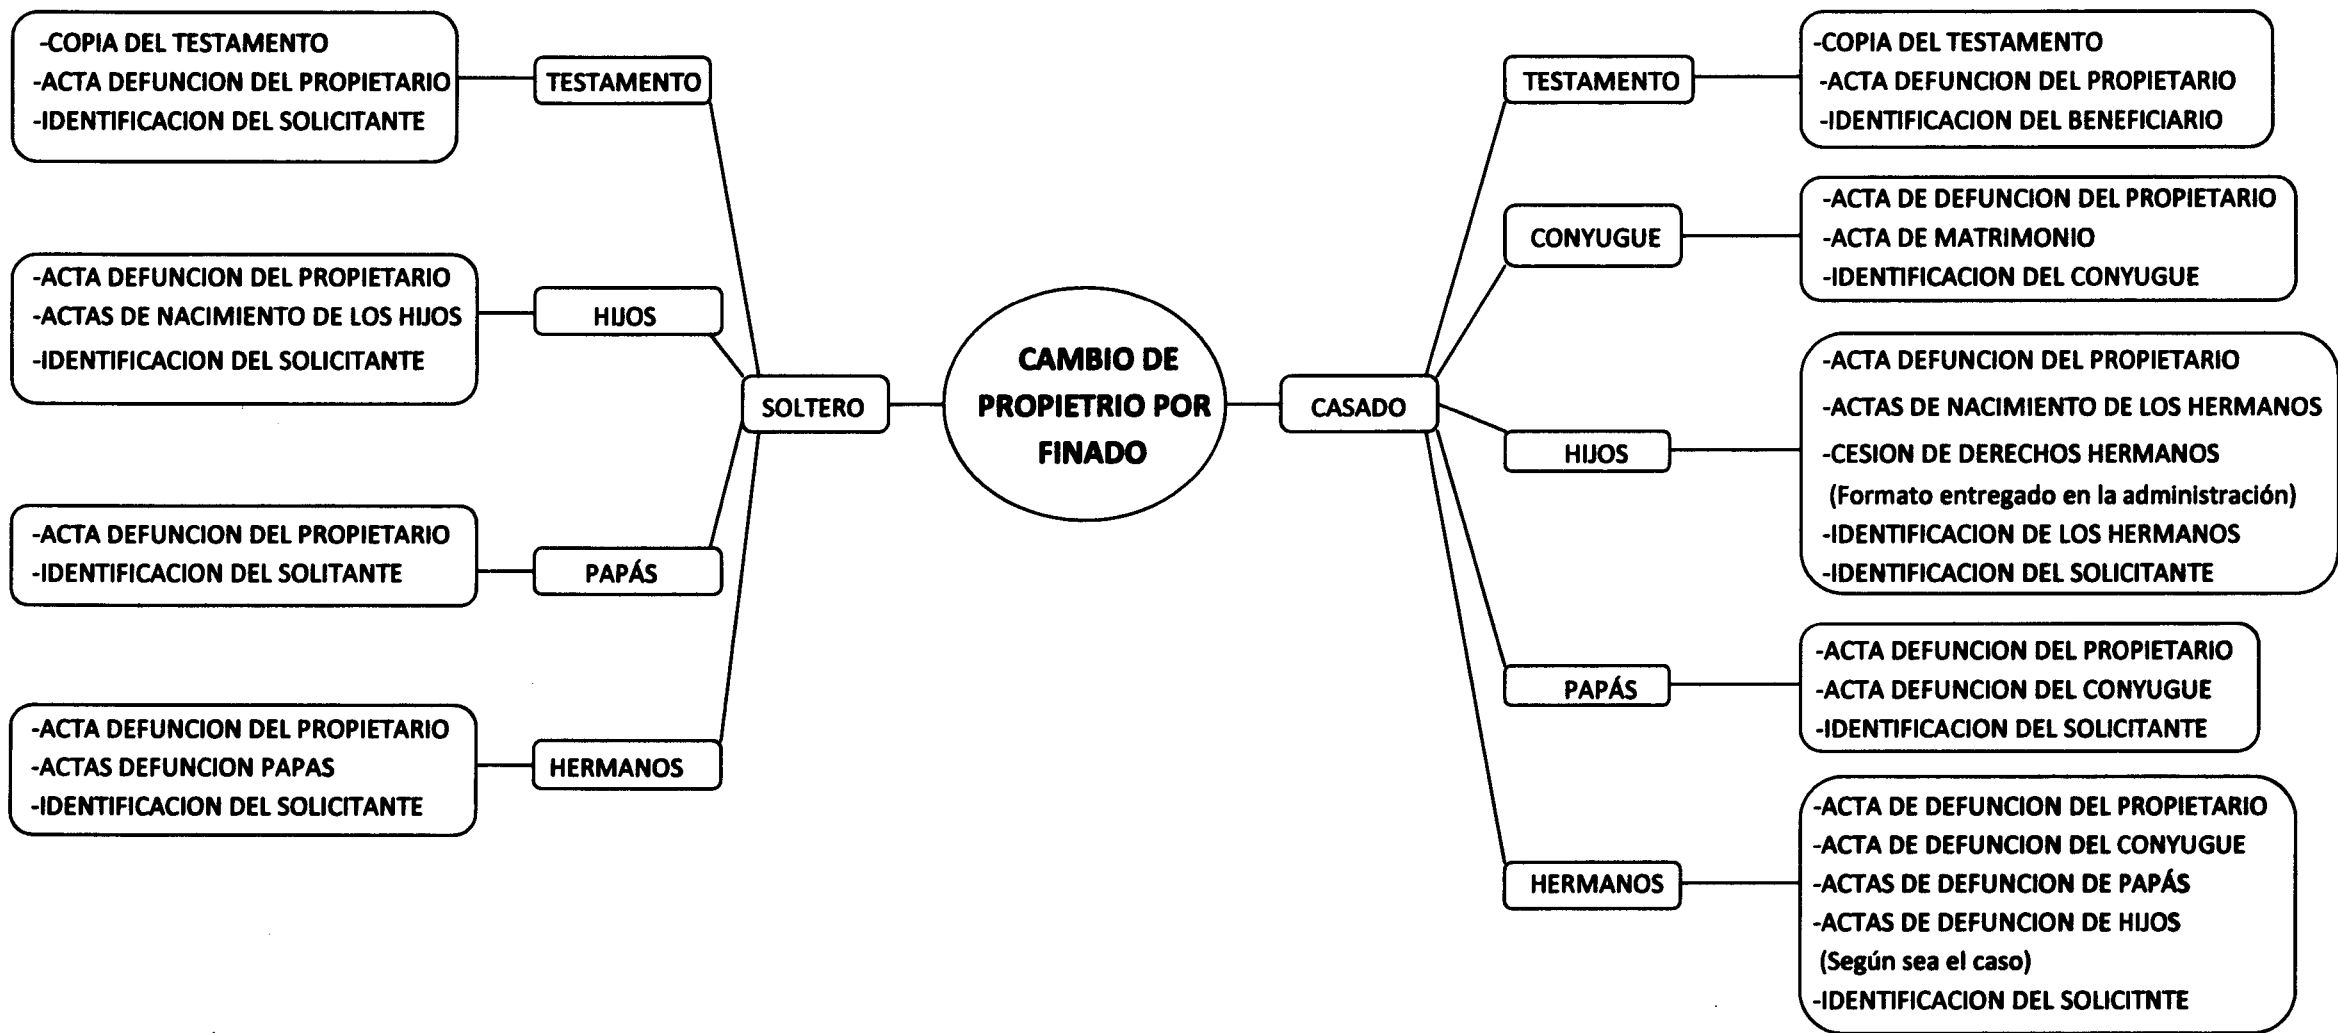 -COPIA DEL TESTAMENTO
-ACTA DEFUNCION DEL PROPIETARIO
-IDENTIFICACION DEL SOLICITANTE
TESTAMENTO
-ACTA DEFUNCION DEL PROPIETARIO
-ACTAS DE NACIMIENTO DE LOS HIJOS
-IDENTIFICACION DEL SOLICITANTE
HIJOS
-ACTA DEFUNCION DEL PROPIETARIO
-IDENTIFICACION DEL SOLITANTE
PAPÁS
-ACTA DEFUNCION DEL PROPIETARIO
-ACTAS DEFUNCION PAPAS
-IDENTIFICACION DEL SOLICITANTE
HERMANOS
SOLTERO
CAMBIO DE
PROPIETRIO POR
FINADO
CASADO
TESTAMENTO
-COPIA DEL TESTAMENTO
-ACTA DEFUNCION DEL PROPIETARIO
-IDENTIFICACION DEL BENEFICIARIO
CONYUGUE
-ACTA DE DEFUNCION DEL PROPIETARIO
-ACTA DE MATRIMONIO
-IDENTIFICACION DEL CONYUGUE
HIJOS
-ACTA DEFUNCION DEL PROPIETARIO
-ACTAS DE NACIMIENTO DE LOS HERMANOS
-CESION DE DERECHOS HERMANOS
(Formato entregado en la administración)
-IDENTIFICACION DE LOS HERMANOS
-IDENTIFICACION DEL SOLICITANTE
PAPÁS
-ACTA DEFUNCION DEL PROPIETARIO
-ACTA DEFUNCION DEL CONYUGUE
-IDENTIFICACION DEL SOLICITANTE
HERMANOS
-ACTA DE DEFUNCION DEL PROPIETARIO
-ACTA DE DEFUNCION DEL CONYUGUE
-ACTAS DE DEFUNCION DE PAPÁS
-ACTAS DE DEFUNCION DE HIJOS
(Según sea el caso)
-IDENTIFICACION DEL SOLICITNTE